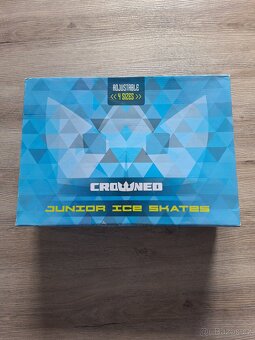 ADJUSTABLE
<< 4 SIZES >>
CROWNED
JUNIOR ICE SKATES